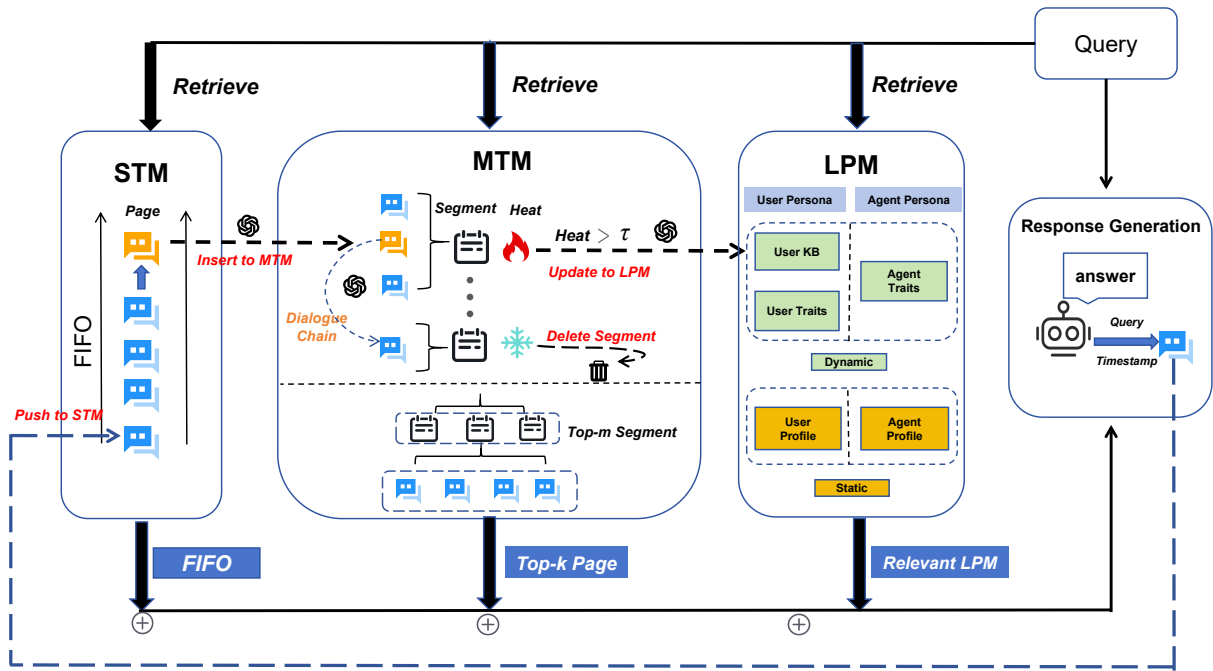 Query
Retrieve
Retrieve
Retrieve
STM
FIFO
Page
Push to STM
Insert to MTM
MTM
Segment
Heat
Dialogue
Chain
Heat > τ
Update to LPM
Delete Segment
Top-m Segment
LPM
User Persona
Agent Persona
User KB
User Traits
Agent
Traits
Dynamic
User
Profile
Agent
Profile
Static
Response Generation
answer
Query
Timestamp
FIFO
Top-k Page
Relevant LPM